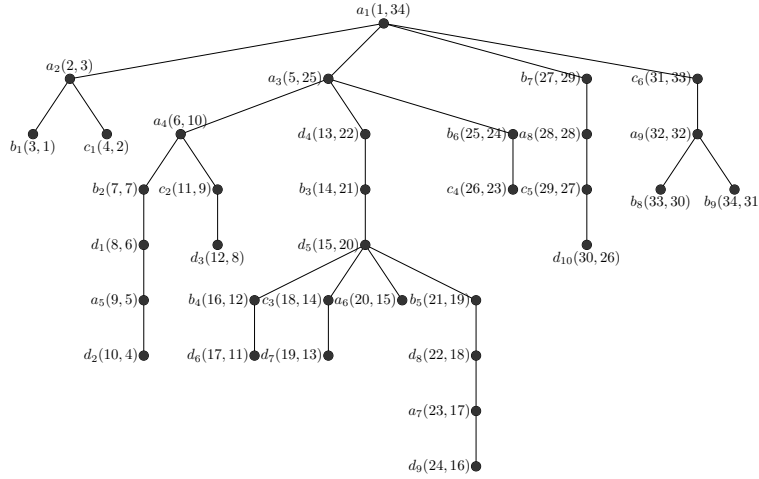 a₁(1, 34)
a₂(2, 3)
a₃(5, 25)
b₇(27, 29)
c₆(31, 33)
a₄(6, 10)
d₄(13, 22)
b₆(25, 24)
a₈(28, 28)
a₉(32, 32)
b₁(3, 1)
c₁(4, 2)
b₂(7, 7)
c₂(11, 9)
b₃(14, 21)
c₄(26, 23)
c₅(29, 27)
b₈(33, 30)
b₉(34, 31
d₁(8, 6)
d₃(12, 8)
d₅(15, 20)
d₁₀(30, 26)
a₅(9, 5)
b₄(16, 12)
c₃(18, 14)
a₆(20, 15)
b₅(21, 19)
d₂(10, 4)
d₆(17, 11)
d₇(19, 13)
d₈(22, 18)
a₇(23, 17)
d₉(24, 16)